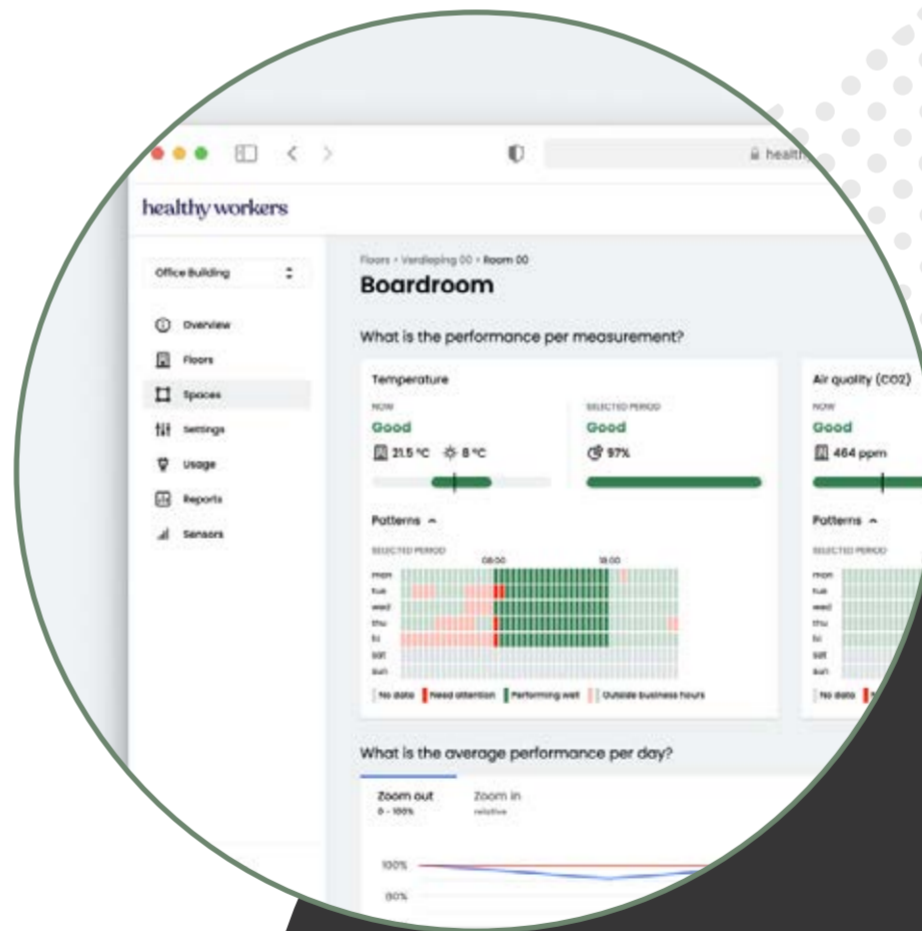 healthy
healthy workers
Office Building
Overview
Floors
Spaces
Settings
Usage
Reports
Sensors
Floors • Verdieping 00 • Room 00
Boardroom
What is the performance per measurement?
Temperature
NOW
Good
21.5 °C 8 °C
SELECTED PERIOD
Good
97%
Patterns
SELECTED PERIOD
08:00 18:00
mon
tue
wed
thu
fri
sat
sun
No data Need attention Performing well Outside business hours
Air quality (CO2)
NOW
Good
464 ppm
Patterns
SELECTED PERIOD
mon
tue
wed
thu
fri
sat
sun
No data
What is the average performance per day?
Zoom out
0 - 100%
Zoom in
relative
100%
80%